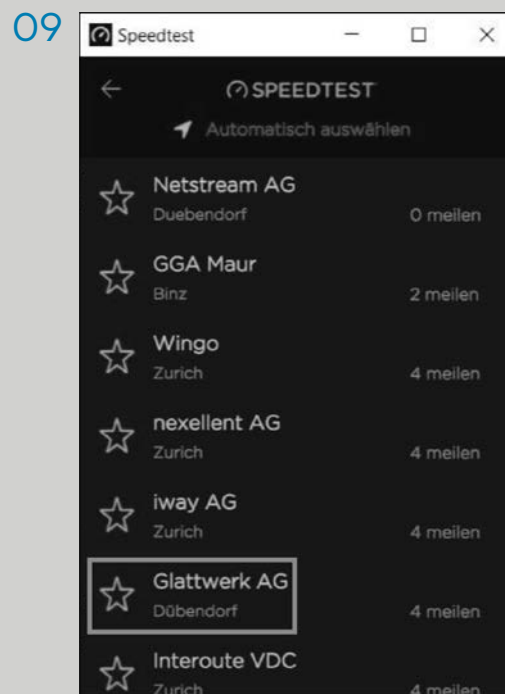 09
Speedtest
SPEEDTEST
Automatisch auswählen
Netstream AG
Duebendorf 0 meilen
GGA Maur
Binz 2 meilen
Wingo
Zurich 4 meilen
nexellent AG
Zurich 4 meilen
iway AG
Zurich 4 meilen
Glattwerk AG
Dübendorf 4 meilen
Interoute VDC
Zurich 4 meilen